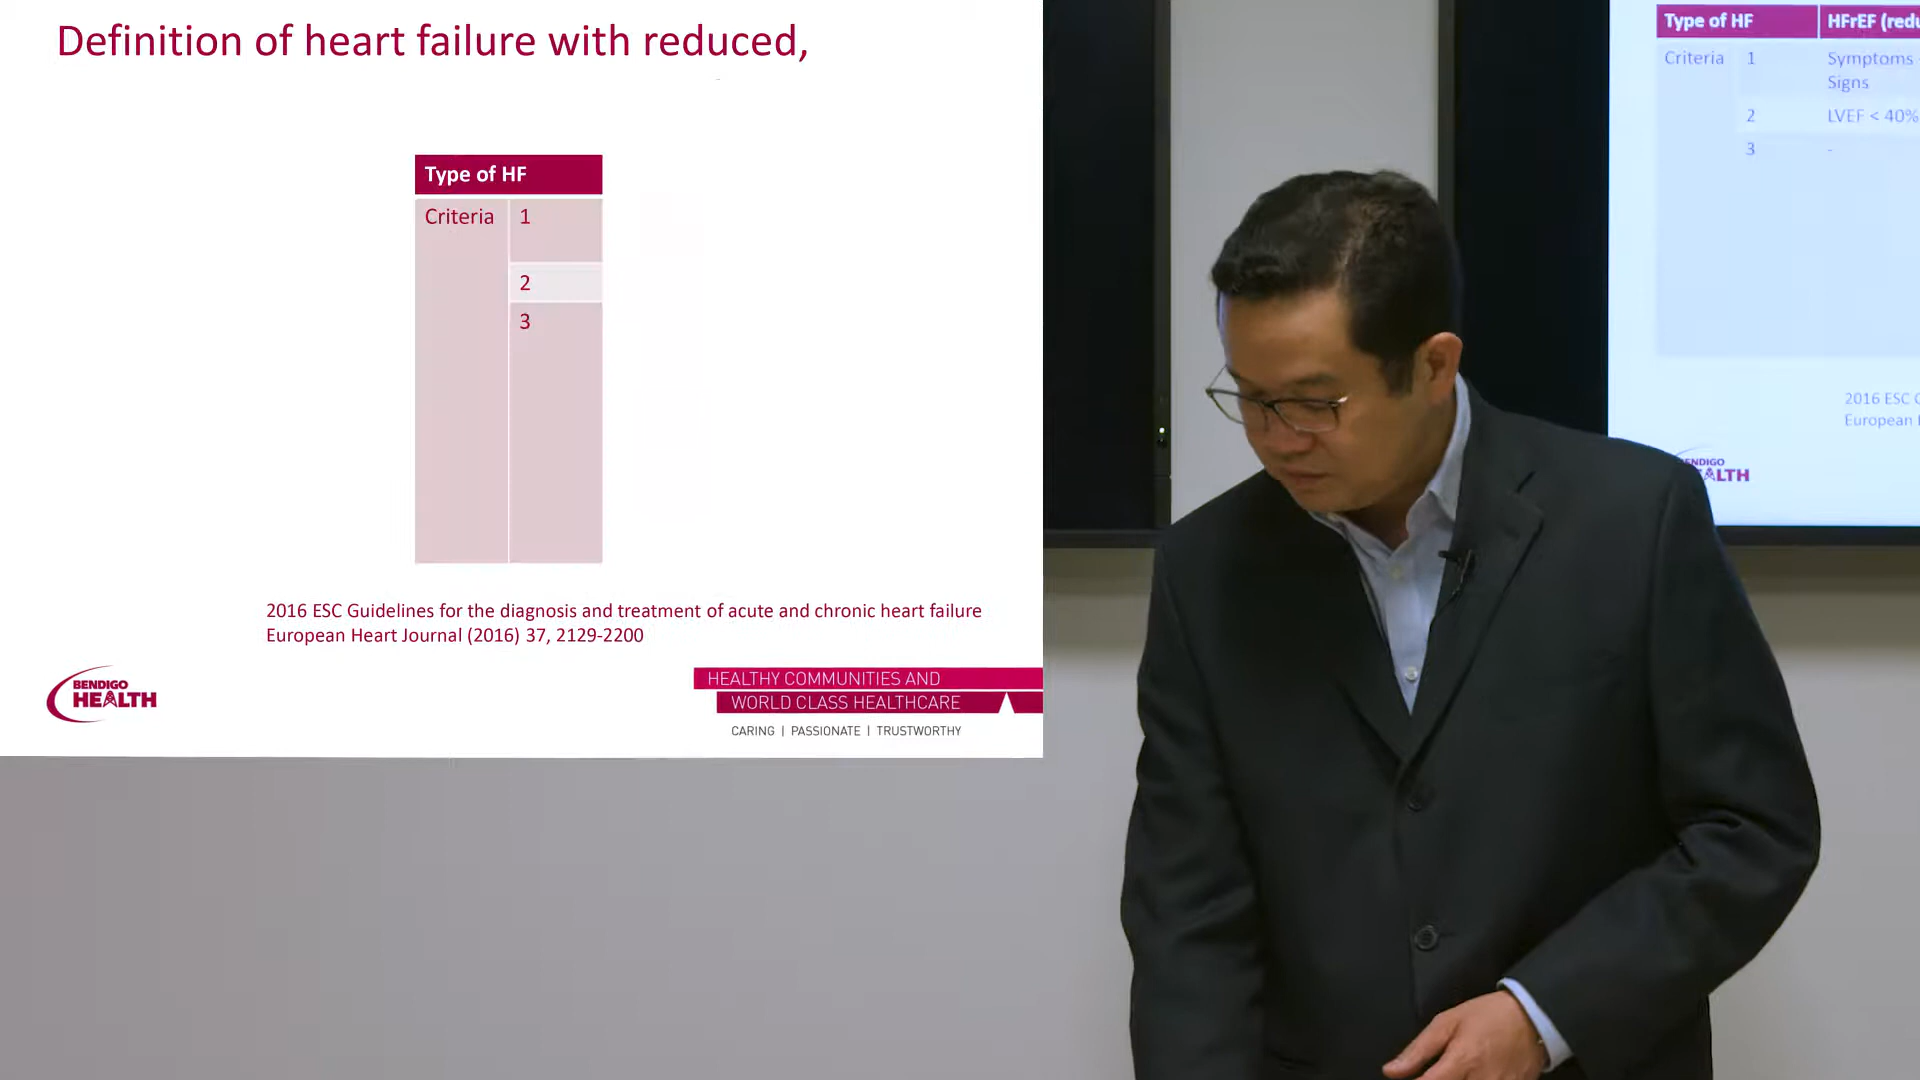 Definition of heart failure with reduced,
Type of HF
Criteria 1
2
3
2016 ESC Guidelines for the diagnosis and treatment of acute and chronic heart failure
European Heart Journal (2016) 37, 2129-2200
BENDIGO
HEALTH
HEALTHY COMMUNITIES AND
WORLD CLASS HEALTHCARE
CARING | PASSIONATE | TRUSTWORTHY
Type of HF HFrEF
Criteria 1 Symptoms
Signs
2 LVEF < 40%
3 -
2016 ESC
European
ENDIGO
ALTH